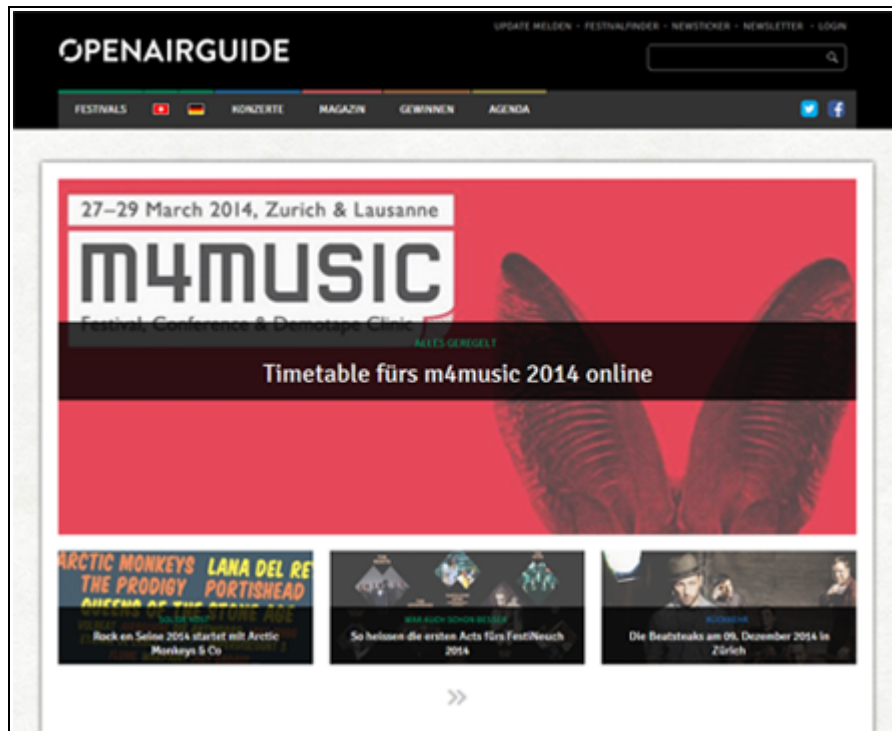 UPDATE MELDEN - FESTIVALFINDER - NEWSTICKER - NEWSLETTER - LOGIN
OPENAIRGUIDE
FESTIVALS KONZERTE MAGAZIN GEWINNEN AGENDA
27–29 March 2014, Zurich & Lausanne
m4music
Festival, Conference & Demotape Clinic
ALLES GEREGELT
Timetable fürs m4music 2014 online
ARCTIC MONKEYS LANA DEL RE
THE PRODIGY PORTISHEAD
QUEENS OF THE STONE AGE
Rock en Seine 2014 startet mit Arctic
Monkeys & Co
WAR AUCH SCHON BESSER
So heissen die ersten Acts fürs FestiNeuch
2014
RÜCKKEHR
Die Beatsteaks am 09. Dezember 2014 in
Zürich